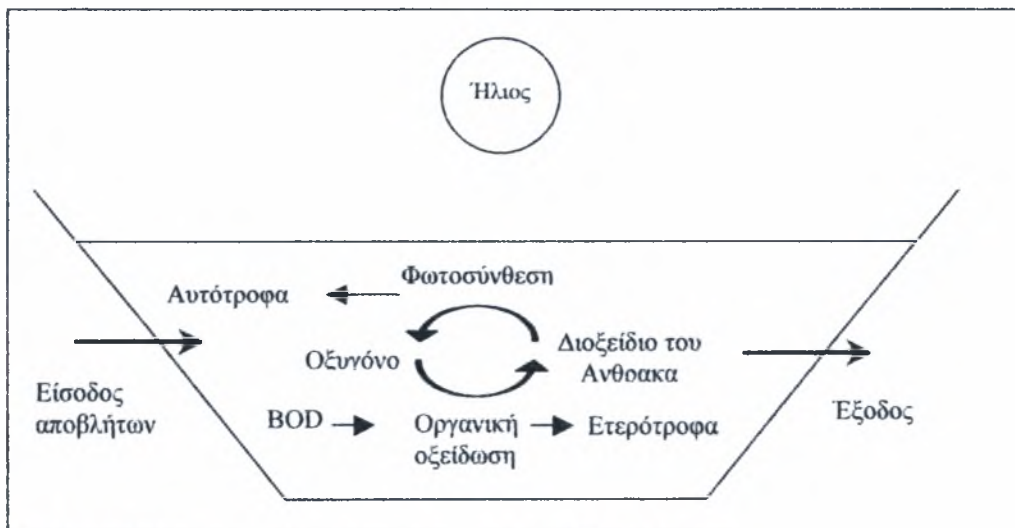 Ήλιος
Φωτοσύνθεση
Αυτότροφα
Οξυγόνο
Διοξείδιο του
Ανθρακα
Είσοδος
αποβλήτων
Έξοδος
BOD
Οργανική
οξείδωση
Ετερότροφα